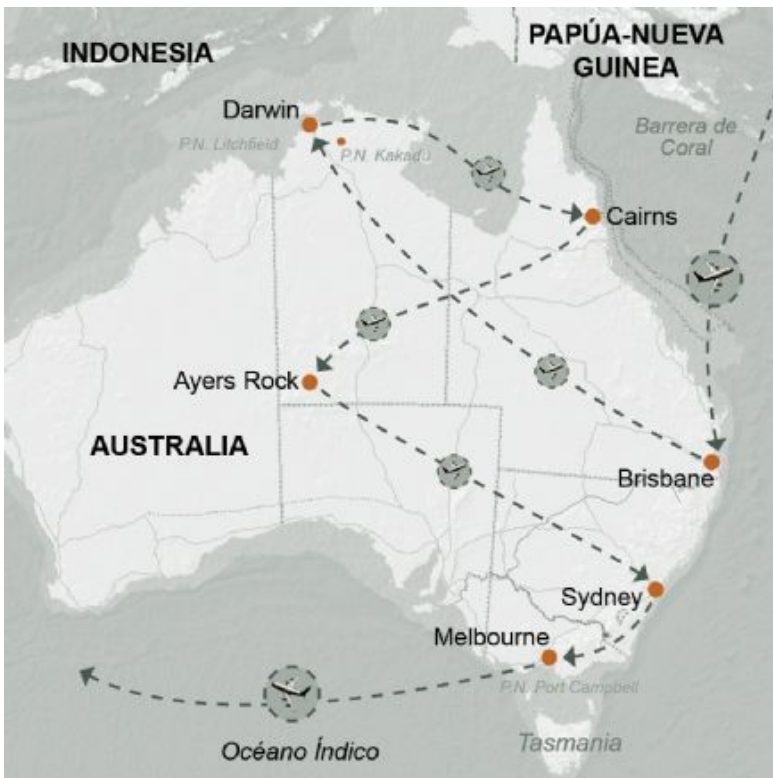 INDONESIA
PAPÚA-NUEVA
GUINEA
Darwin
P.N. Litchfield
P.N. Kakadu
Barrera de
Coral
Cairns
Ayers Rock
AUSTRALIA
Brisbane
Sydney
Melbourne
P.N. Port Campbell
Océano Índico
Tasmania